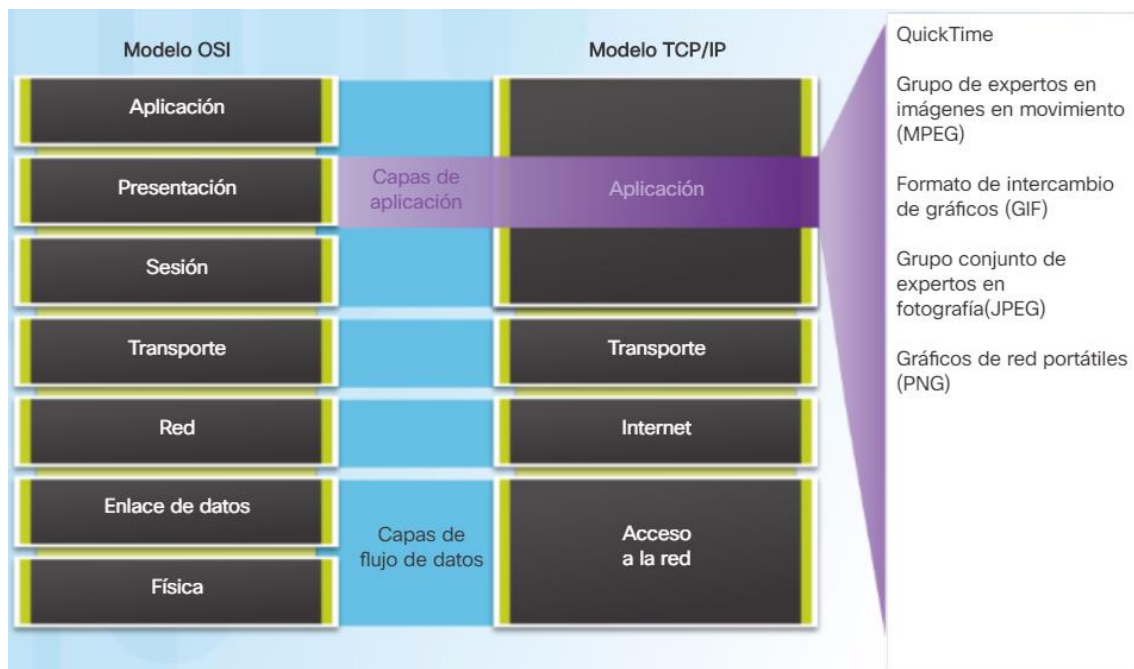 Modelo OSI
Aplicación
Presentación
Sesión
Transporte
Red
Enlace de datos
Física
Capas de
aplicación
Capas de
flujo de datos
Modelo TCP/IP
Aplicación
Transporte
Internet
Acceso
a la red
QuickTime
Grupo de expertos en
imágenes en movimiento
(MPEG)
Formato de intercambio
de gráficos (GIF)
Grupo conjunto de
expertos en
fotografía(JPEG)
Gráficos de red portátiles
(PNG)